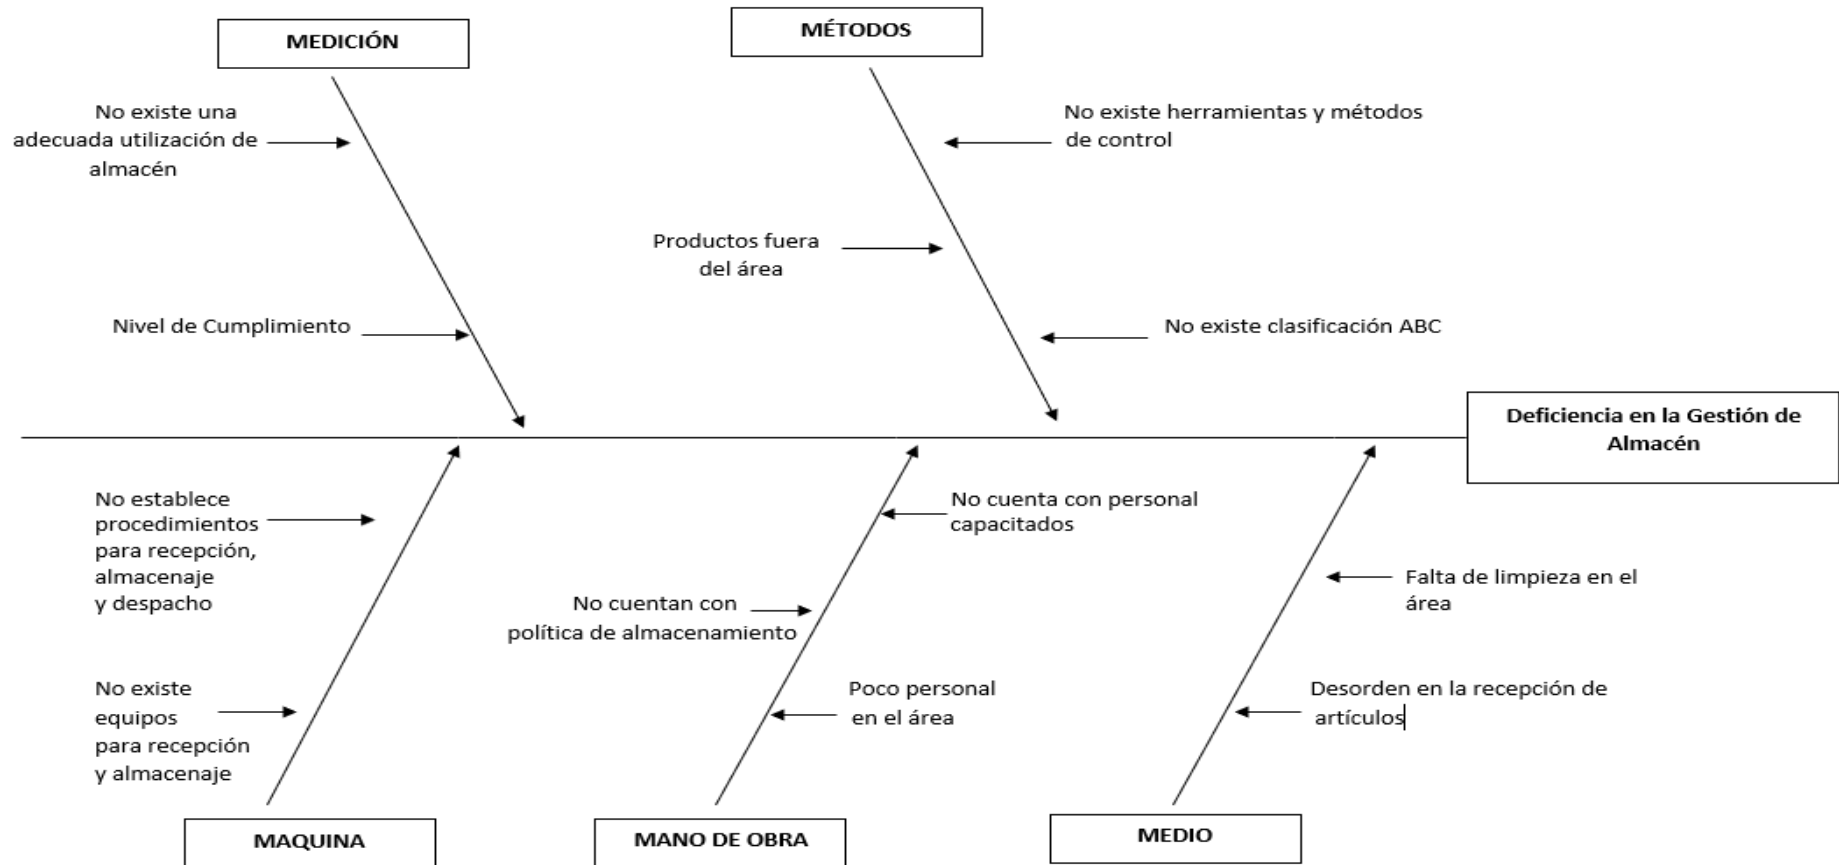 MEDICIÓN
MÉTODOS
No existe una
adecuada utilización de
almacén
No existe herramientas y métodos
de control
Productos fuera
del área
Nivel de Cumplimiento
No existe clasificación ABC
Deficiencia en la Gestión de
Almacén
No establece
procedimientos
para recepción,
almacenaje
y despacho
No cuenta con personal
capacitados
No cuentan con
política de almacenamiento
Falta de limpieza en el
área
No existe
equipos
para recepción
y almacenaje
Poco personal
en el área
Desorden en la recepción de
artículos
MAQUINA
MANO DE OBRA
MEDIO